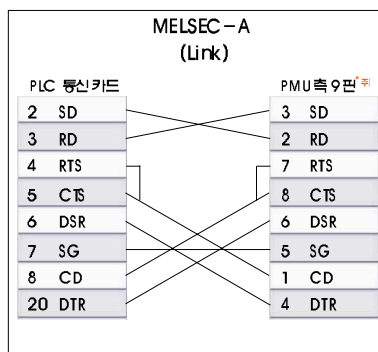 MELSEC-A
(Link)
PLC 통신카드
PMU측 9핀*주
2 SD
3 SD
3 RD
2 RD
4 RTS
7 RTS
5 CTS
8 CTS
6 DSR
6 DSR
7 SG
5 SG
8 CD
1 CD
20 DTR
4 DTR